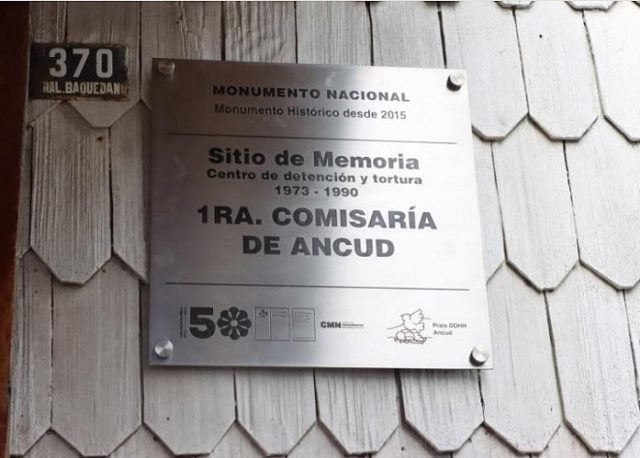 370
RAL. BAQUEDAN
MONUMENTO NACIONAL
Monumento Histórico desde 2015
Sitio de Memoria
Centro de detención y tortura
1973 - 1990
1RA. COMISARÍA
DE ANCUD
50
CMN
Prais DDHH
Ancud